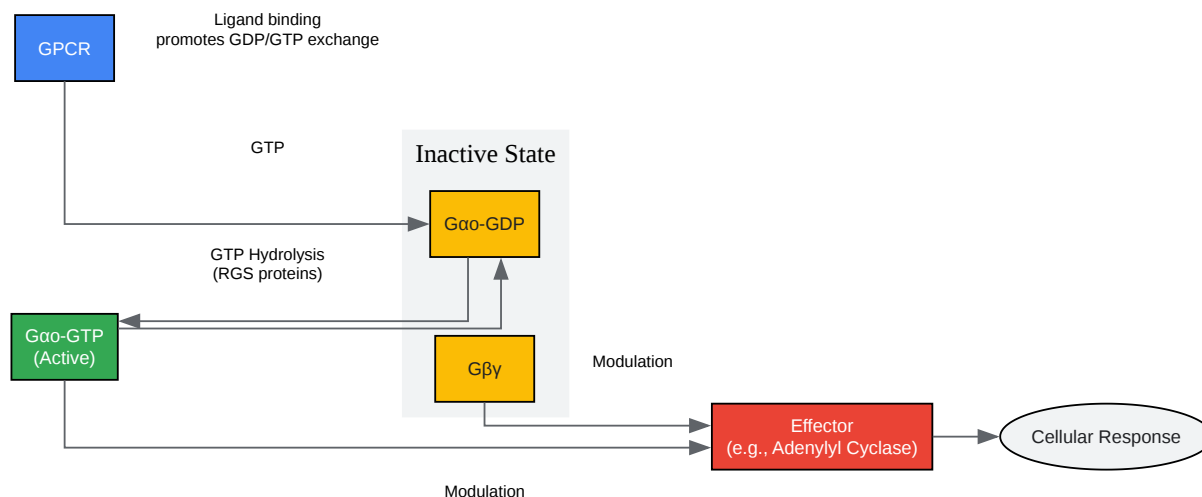 Ligand binding
promotes GDP/GTP exchange
GPCR
GTP
Inactive State
Gαo-GDP
GTP Hydrolysis
(RGS proteins)
Gαo-GTP
(Active)
Gβγ
Modulation
Effector
(e.g., Adenylyl Cyclase)
Cellular Response
Modulation